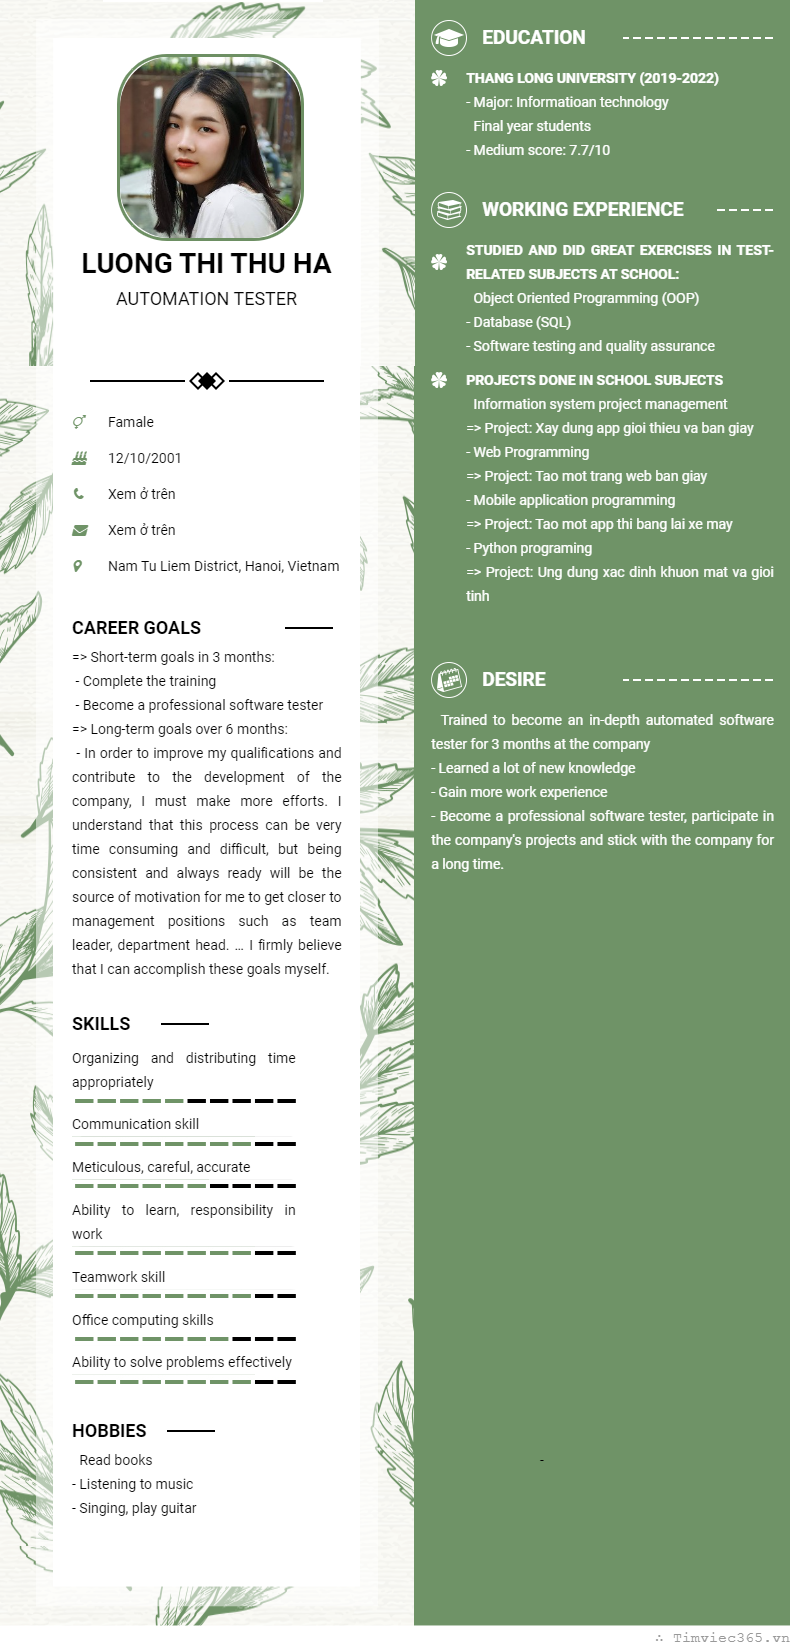 LUONG THI THU HA
AUTOMATION TESTER
Famale
12/10/2001
Xem ở trên
Xem ở trên
Nam Tu Liem District, Hanoi, Vietnam
CAREER GOALS
=> Short-term goals in 3 months:
- Complete the training
- Become a professional software tester
=> Long-term goals over 6 months:
- In order to improve my qualifications and
contribute to the development of the
company, I must make more efforts. I
understand that this process can be very
time consuming and difficult, but being
consistent and always ready will be the
source of motivation for me to get closer to
management positions such as team
leader, department head. ... I firmly believe
that I can accomplish these goals myself.
SKILLS
Organizing and distributing time
appropriately
Communication skill
Meticulous, careful, accurate
Ability to learn, responsibility in
work
Teamwork skill
Office computing skills
Ability to solve problems effectively
HOBBIES
Read books
- Listening to music
- Singing, play guitar
EDUCATION
THANG LONG UNIVERSITY (2019-2022)
- Major: Informatioan technology
Final year students
- Medium score: 7.7/10
WORKING EXPERIENCE
STUDIED AND DID GREAT EXERCISES IN TEST-
RELATED SUBJECTS AT SCHOOL:
Object Oriented Programming (OOP)
- Database (SQL)
- Software testing and quality assurance
PROJECTS DONE IN SCHOOL SUBJECTS
Information system project management
=> Project: Xay dung app gioi thieu va ban giay
- Web Programming
=> Project: Tao mot trang web ban giay
- Mobile application programming
=> Project: Tao mot app thi bang lai xe may
- Python programing
=> Project: Ung dung xac dinh khuon mat va gioi
tinh
DESIRE
Trained to become an in-depth automated software
tester for 3 months at the company
- Learned a lot of new knowledge
- Gain more work experience
- Become a professional software tester, participate in
the company's projects and stick with the company for
a long time.
-
∴ Timviec365.vn